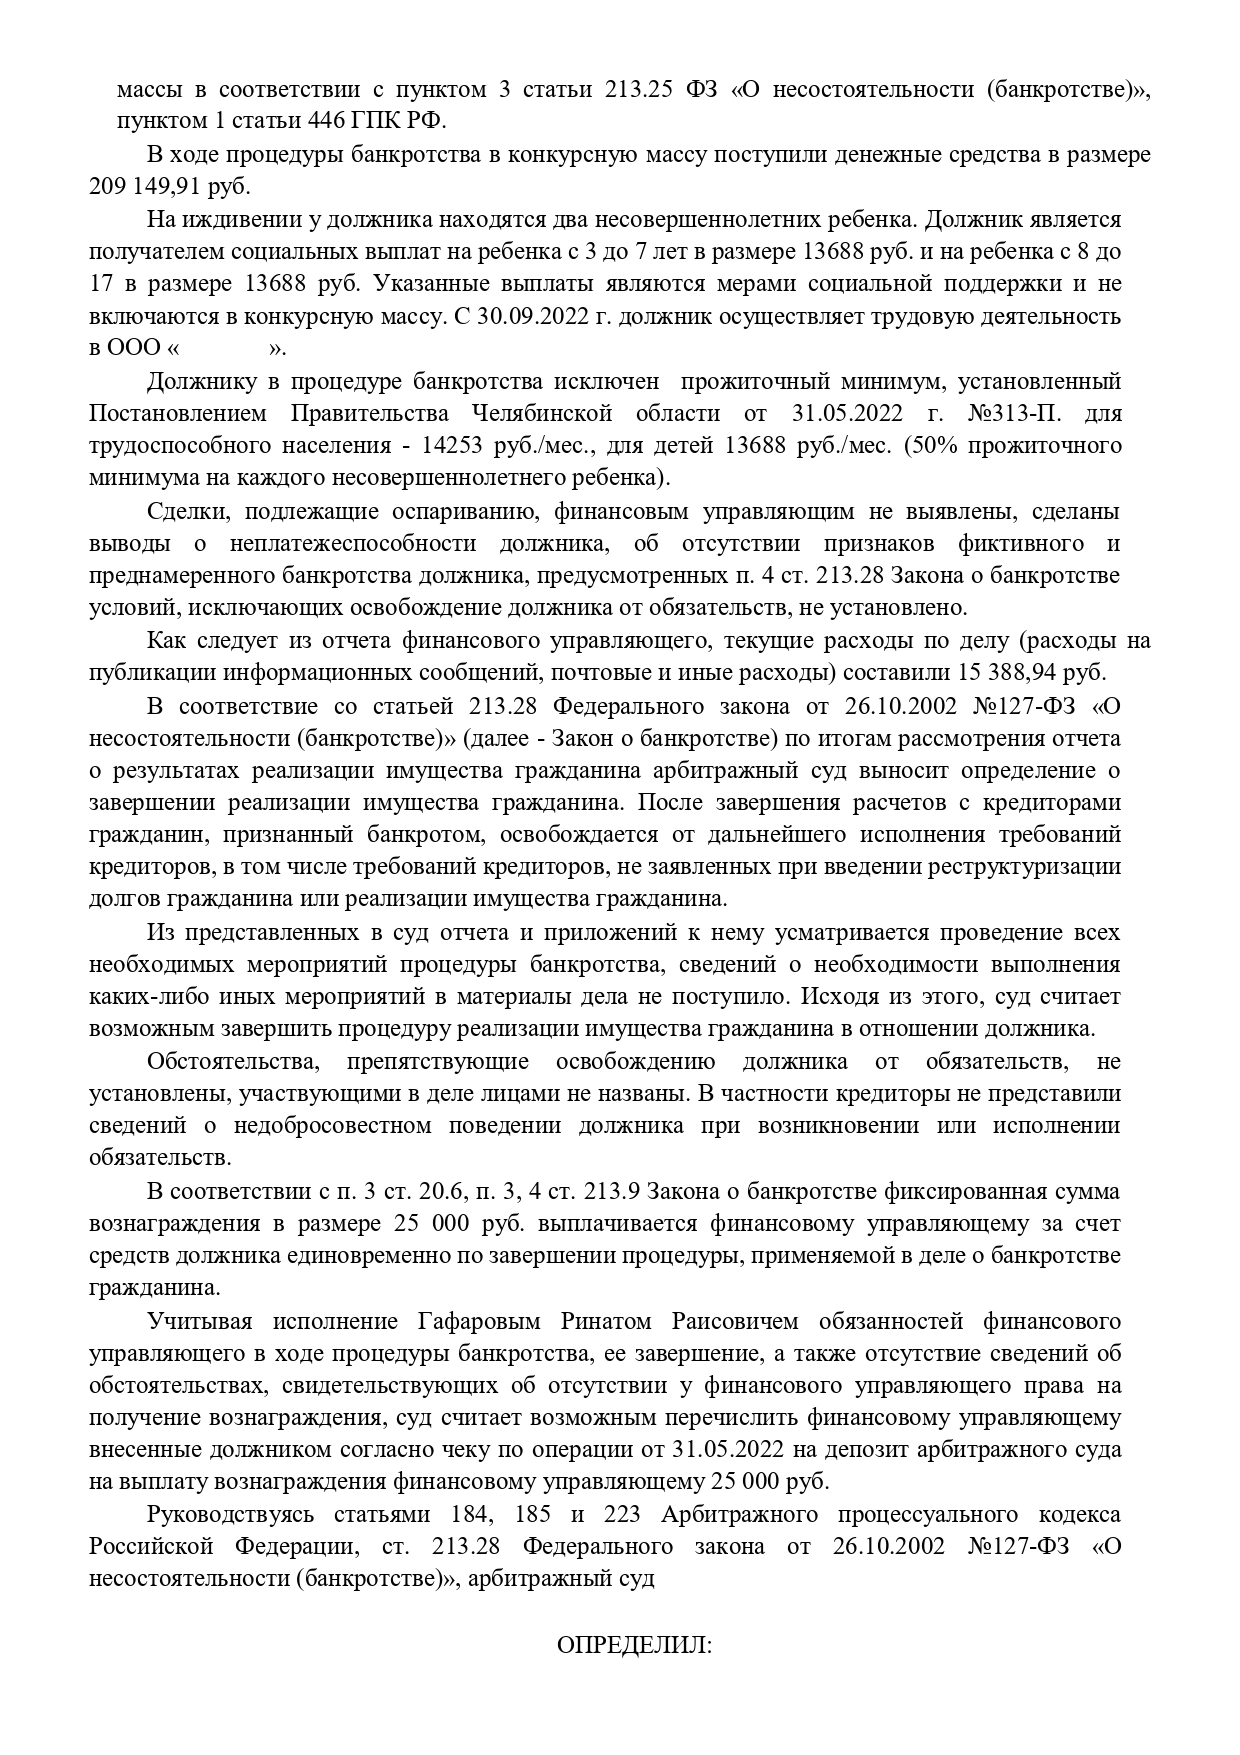 массы в соответствии с пунктом 3 статьи 213.25 ФЗ «О несостоятельности (банкротстве)»,
пунктом 1 статьи 446 ГПК РФ.
В ходе процедуры банкротства в конкурсную массу поступили денежные средства в размере
209 149,91 руб.
На иждивении у должника находятся два несовершеннолетних ребенка. Должник является
получателем социальных выплат на ребенка с 3 до 7 лет в размере 13688 руб. и на ребенка с 8 до
17 в размере 13688 руб. Указанные выплаты являются мерами социальной поддержки и не
включаются в конкурсную массу. С 30.09.2022 г. должник осуществляет трудовую деятельность
в ООО « ».
Должнику в процедуре банкротства исключен прожиточный минимум, установленный
Постановлением Правительства Челябинской области от 31.05.2022 г. №313-П. для
трудоспособного населения - 14253 руб./мес., для детей 13688 руб./мес. (50% прожиточного
минимума на каждого несовершеннолетнего ребенка).
Сделки, подлежащие оспариванию, финансовым управляющим не выявлены, сделаны
выводы о неплатежеспособности должника, об отсутствии признаков фиктивного и
преднамеренного банкротства должника, предусмотренных п. 4 ст. 213.28 Закона о банкротстве
условий, исключающих освобождение должника от обязательств, не установлено.
Как следует из отчета финансового управляющего, текущие расходы по делу (расходы на
публикации информационных сообщений, почтовые и иные расходы) составили 15 388,94 руб.
В соответствие со статьей 213.28 Федерального закона от 26.10.2002 №127-ФЗ «О
несостоятельности (банкротстве)» (далее - Закон о банкротстве) по итогам рассмотрения отчета
о результатах реализации имущества гражданина арбитражный суд выносит определение о
завершении реализации имущества гражданина. После завершения расчетов с кредиторами
гражданин, признанный банкротом, освобождается от дальнейшего исполнения требований
кредиторов, в том числе требований кредиторов, не заявленных при введении реструктуризации
долгов гражданина или реализации имущества гражданина.
Из представленных в суд отчета и приложений к нему усматривается проведение всех
необходимых мероприятий процедуры банкротства, сведений о необходимости выполнения
каких-либо иных мероприятий в материалы дела не поступило. Исходя из этого, суд считает
возможным завершить процедуру реализации имущества гражданина в отношении должника.
Обстоятельства, препятствующие освобождению должника от обязательств, не
установлены, участвующими в деле лицами не названы. В частности кредиторы не представили
сведений о недобросовестном поведении должника при возникновении или исполнении
обязательств.
В соответствии с п. 3 ст. 20.6, п. 3, 4 ст. 213.9 Закона о банкротстве фиксированная сумма
вознаграждения в размере 25 000 руб. выплачивается финансовому управляющему за счет
средств должника единовременно по завершении процедуры, применяемой в деле о банкротстве
гражданина.
Учитывая исполнение Гафаровым Ринатом Раисовичем обязанностей финансового
управляющего в ходе процедуры банкротства, ее завершение, а также отсутствие сведений об
обстоятельствах, свидетельствующих об отсутствии у финансового управляющего права на
получение вознаграждения, суд считает возможным перечислить финансовому управляющему
внесенные должником согласно чеку по операции от 31.05.2022 на депозит арбитражного суда
на выплату вознаграждения финансовому управляющему 25 000 руб.
Руководствуясь статьями 184, 185 и 223 Арбитражного процессуального кодекса
Российской Федерации, ст. 213.28 Федерального закона от 26.10.2002 №127-ФЗ «О
несостоятельности (банкротстве)», арбитражный суд
ОПРЕДЕЛИЛ: